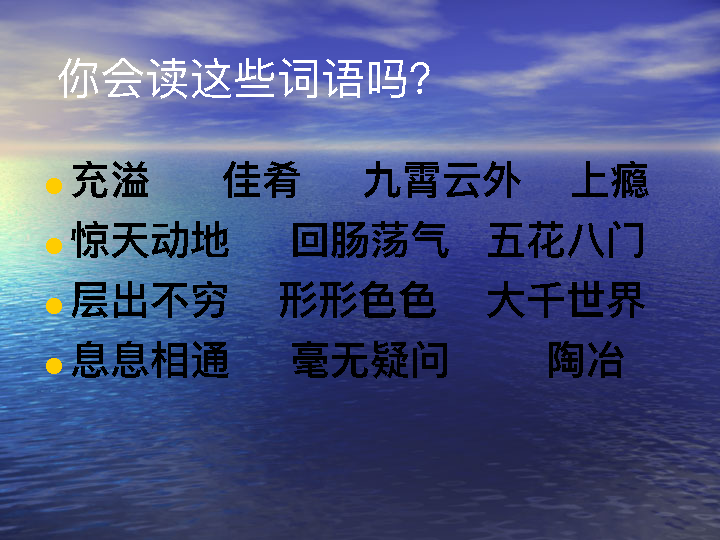 你会读这些词语吗?
充溢 佳肴 九霄云外 上瘾
惊天动地 回肠荡气 五花八门
层出不穷 形形色色 大千世界
息息相通 毫无疑问 陶冶